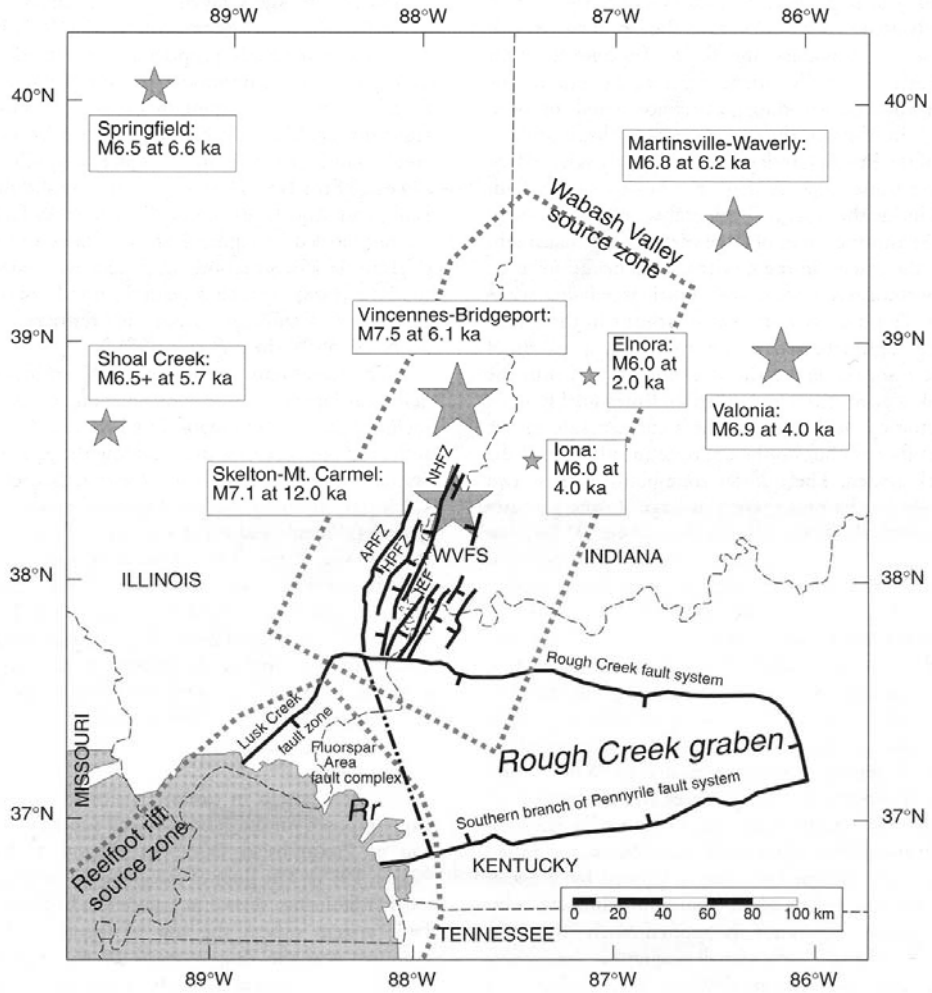 89°W 88°W 87°W 86°W
40°N 40°N
Springfield:
M6.5 at 6.6 ka
Martinsville-Waverly:
M6.8 at 6.2 ka
Wabash Valley
source zone
39°N 39°N
Vincennes-Bridgeport:
M7.5 at 6.1 ka
Shoal Creek:
M6.5+ at 5.7 ka
Elnora:
M6.0 at
2.0 ka
Valonia:
M6.9 at 4.0 ka
Skelton-Mt. Carmel:
M7.1 at 12.0 ka
Iona:
M6.0 at
4.0 ka
NHFZ
ARFZ
HPFZ
IEF
WVFS
INDIANA
38°N 38°N
ILLINOIS
MISSOURI
Rough Creek fault system
Lusk Creek
fault zone
Fluorspar
Area
fault complex
Rough Creek graben
Rr
Southern branch of Pennyrile fault system
37°N 37°N
Reelfoot rift
source zone
KENTUCKY
0 20 40 60 80 100 km
TENNESSEE
89°W 88°W 87°W 86°W